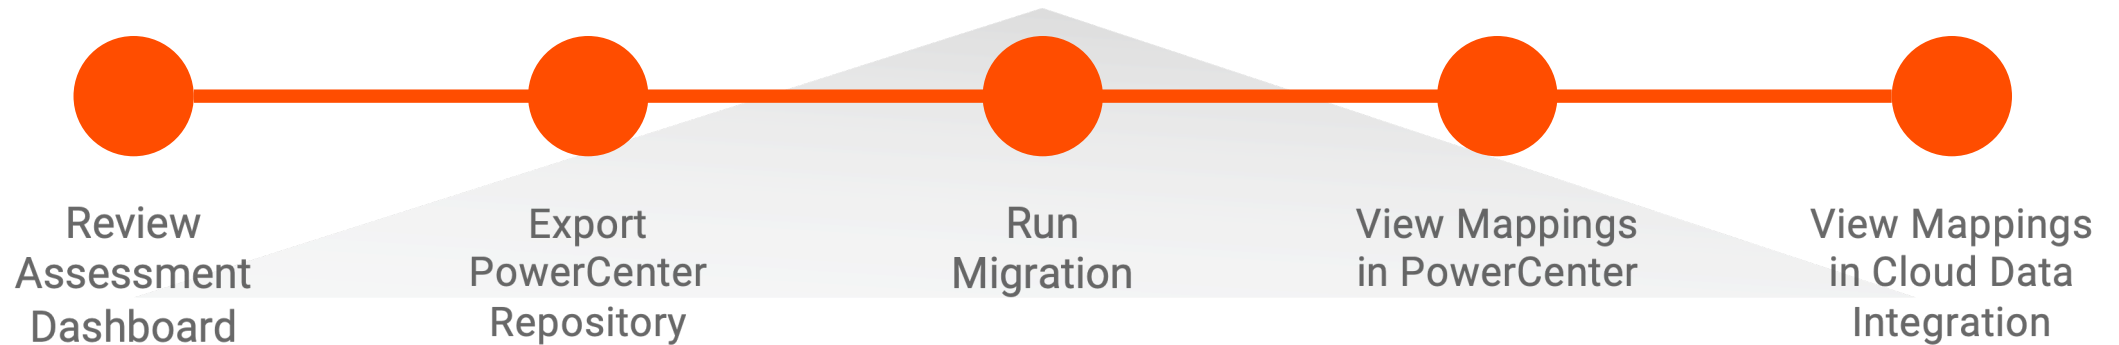 Review
Assessment
Dashboard
Export
PowerCenter
Repository
Run
Migration
View Mappings
in PowerCenter
View Mappings
in Cloud Data
Integration